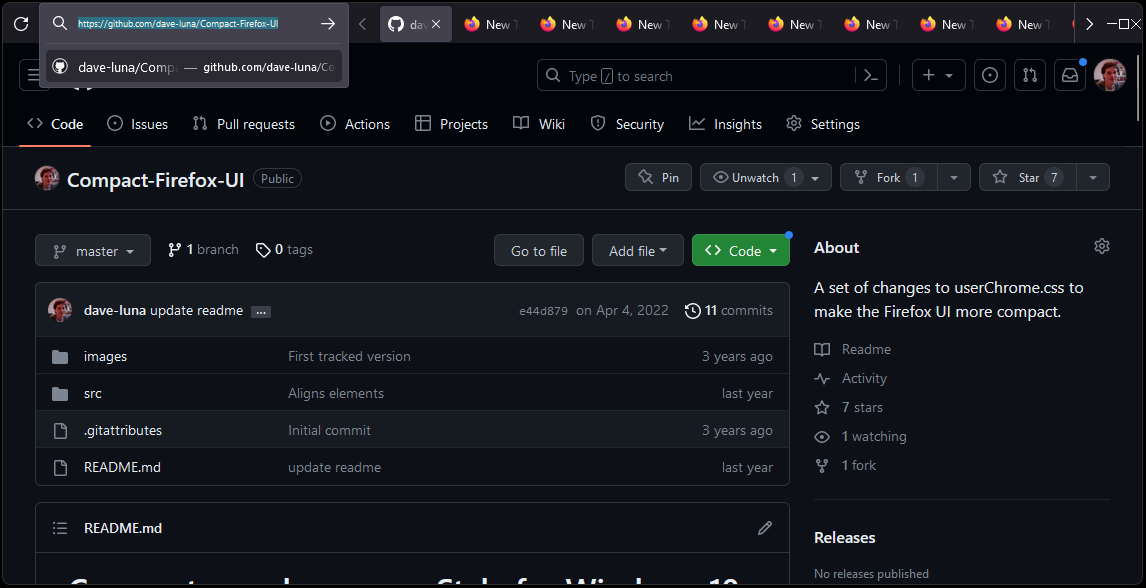 https://github.com/dave-luna/Compact-Firefox-UI
dav
New
New
New
New
New
New
New
New
dave-luna/Comp — github.com/dave-luna/Co
Type / to search
Code Issues Pull requests Actions Projects Wiki Security Insights Settings
Compact-Firefox-UI Public
Pin Unwatch 1 Fork 1 Star 7
master 1 branch 0 tags Go to file Add file Code
About
A set of changes to userChrome.css to
make the Firefox UI more compact.
dave-luna update readme ... e44d879 on Apr 4, 2022 11 commits
images First tracked version 3 years ago
src Aligns elements last year
.gitattributes Initial commit 3 years ago
README.md update readme last year
Readme
Activity
7 stars
1 watching
1 fork
README.md
Releases
No releases published